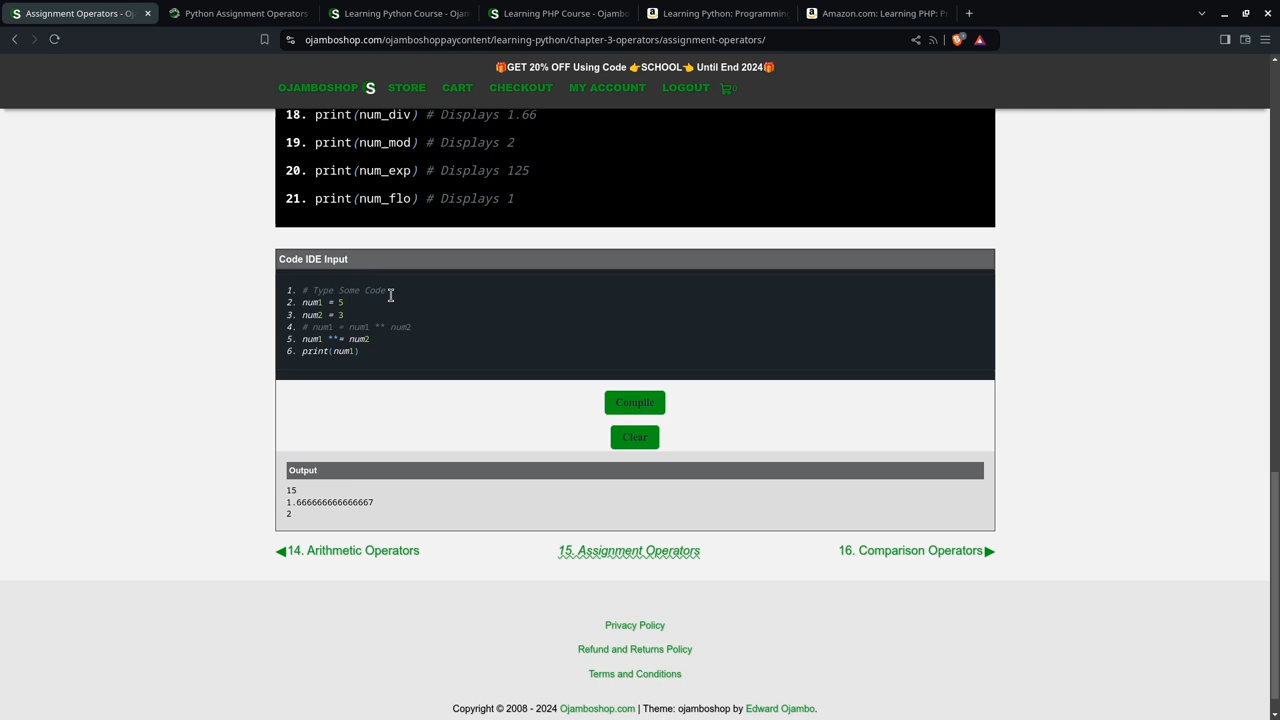 Assignment Operators - Oj
Python Assignment Operators
Learning Python Course - Ojam
Learning PHP Course - Ojambo
Learning Python: Programming
Amazon.com: Learning PHP: P
ojamboshop.com/ojamboshoppaycontent/learning-python/chapter-3-operators/assignment-operators/
🎁GET 20% OFF Using Code 👉SCHOOL👈 Until End 2024🎁
OJAMBOSHOP S STORE CART CHECKOUT MY ACCOUNT LOGOUT 0
18. print(num_div) # Displays 1.66
19. print(num_mod) # Displays 2
20. print(num_exp) # Displays 125
21. print(num_flo) # Displays 1
Code IDE Input
1. # Type Some Code
2. num1 = 5
3. num2 = 3
4. # num1 = num1 ** num2
5. num1 **= num2
6. print(num1)
Compile
Clear
Output
15
1.666666666666667
2
◀14. Arithmetic Operators
15. Assignment Operators
16. Comparison Operators▶
Privacy Policy
Refund and Returns Policy
Terms and Conditions
Copyright © 2008 - 2024 Ojamboshop.com | Theme: ojamboshop by Edward Ojambo.